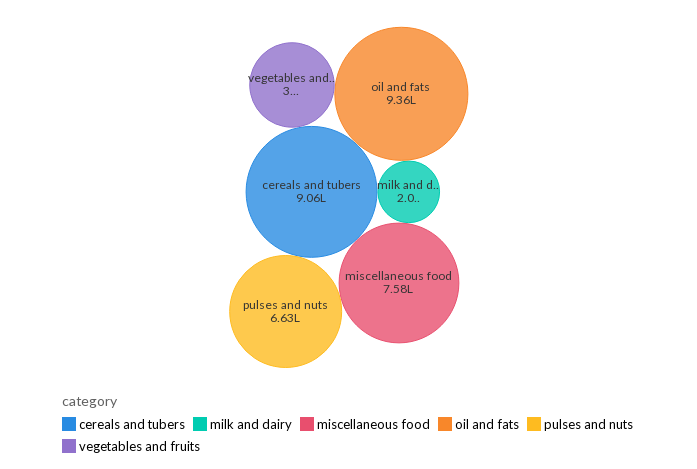 vegetables and..
3...
oil and fats
9.36L
cereals and tubers
9.06L
milk and d..
2.0..
miscellaneous food
7.58L
pulses and nuts
6.63L
category
cereals and tubers milk and dairy miscellaneous food oil and fats pulses and nuts
vegetables and fruits